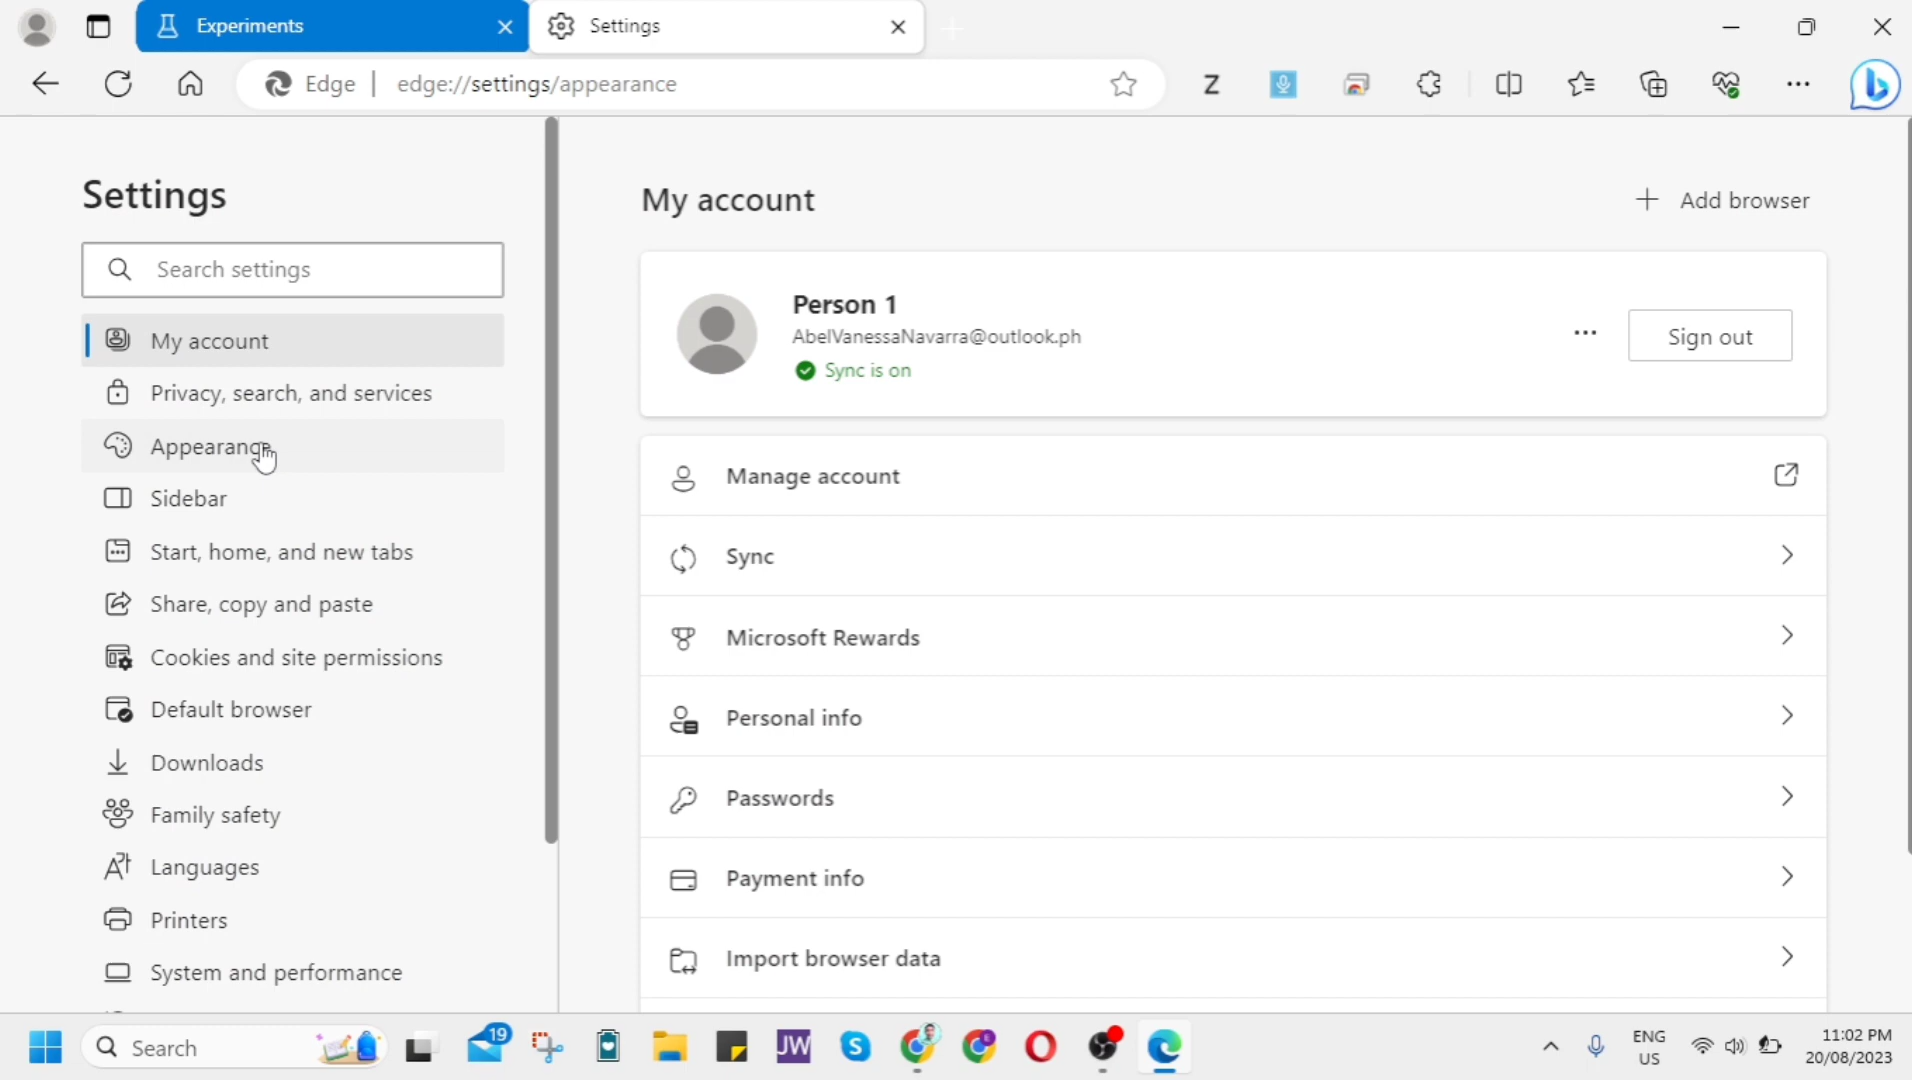 Experiments
Settings
Edge
edge://settings/appearance
Z
Settings
Search settings
My account
Privacy, search, and services
Appearance
Sidebar
Start, home, and new tabs
Share, copy and paste
Cookies and site permissions
Default browser
Downloads
Family safety
Languages
Printers
System and performance
My account
Add browser
Person 1
AbelVanessaNavarra@outlook.ph
Sync is on
Sign out
Manage account
Sync
Microsoft Rewards
Personal info
Passwords
Payment info
Import browser data
Search
19
JW
S
E
ENG
US
11:02 PM
20/08/2023